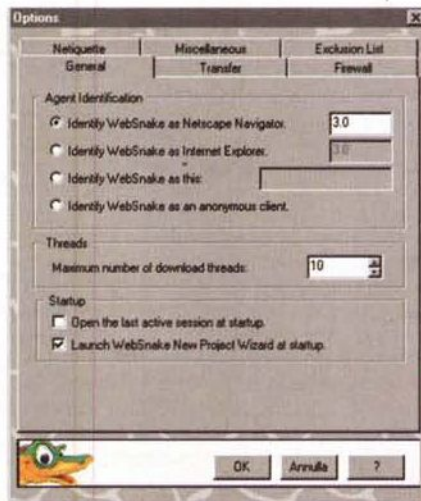 Options
Netiquette Miscellaneous Exclusion List
General Transfer Firewall
Agent Identification
Identify WebSnake as Netscape Navigator. 3.0
Identify WebSnake as Internet Explorer. 3.0
Identify WebSnake as this:
Identify WebSnake as an anonymous client.
Threads
Maximum number of download threads: 10
Startup
Open the last active session at startup.
Launch WebSnake New Project Wizard at startup.
OK Annulla ?